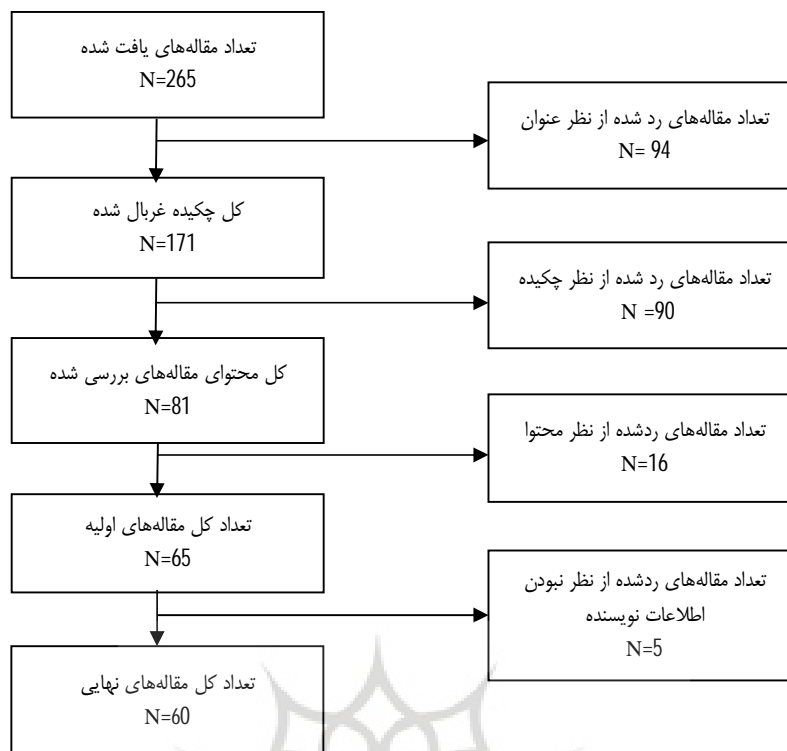 تعداد مقاله‌های یافت شده
N=265
تعداد مقاله‌های رد شده از نظر عنوان
N= 94
کل چکیده غربال شده
N=171
تعداد مقاله‌های رد شده از نظر چکیده
N =90
کل محتوای مقاله‌های بررسی شده
N=81
تعداد مقاله‌های ردشده از نظر محتوا
N=16
تعداد کل مقاله‌های اولیه
N=65
تعداد مقاله‌های ردشده از نظر نبودن
اطلاعات نویسنده
N=5
تعداد کل مقاله‌های نهایی
N=60